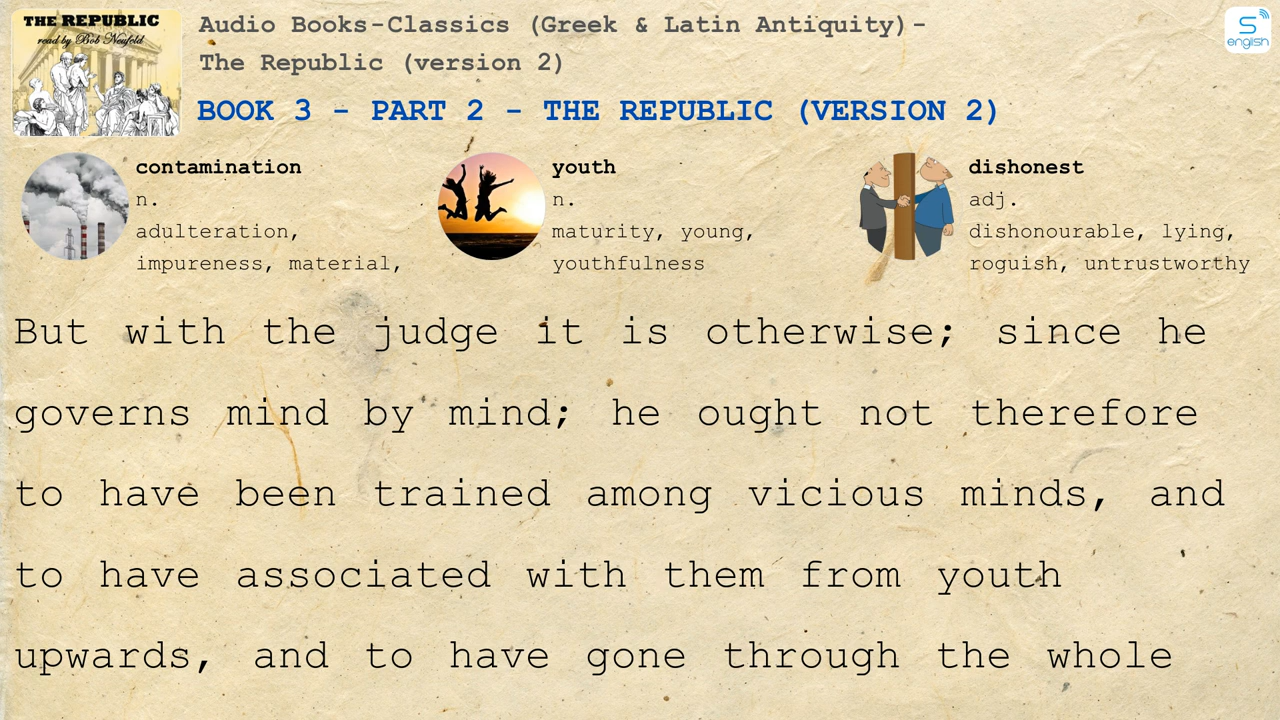 THE REPUBLIC
read by Bob Neufeld
Audio Books-Classics (Greek & Latin Antiquity)-
The Republic (version 2)
BOOK 3 - PART 2 - THE REPUBLIC (VERSION 2)
S
english
contamination
n.
adulteration,
impureness, material,
youth
n.
maturity, young,
youthfulness
dishonest
adj.
dishonourable, lying,
roguish, untrustworthy
But with the judge it is otherwise; since he
governs mind by mind; he ought not therefore
to have been trained among vicious minds, and
to have associated with them from youth
upwards, and to have gone through the whole